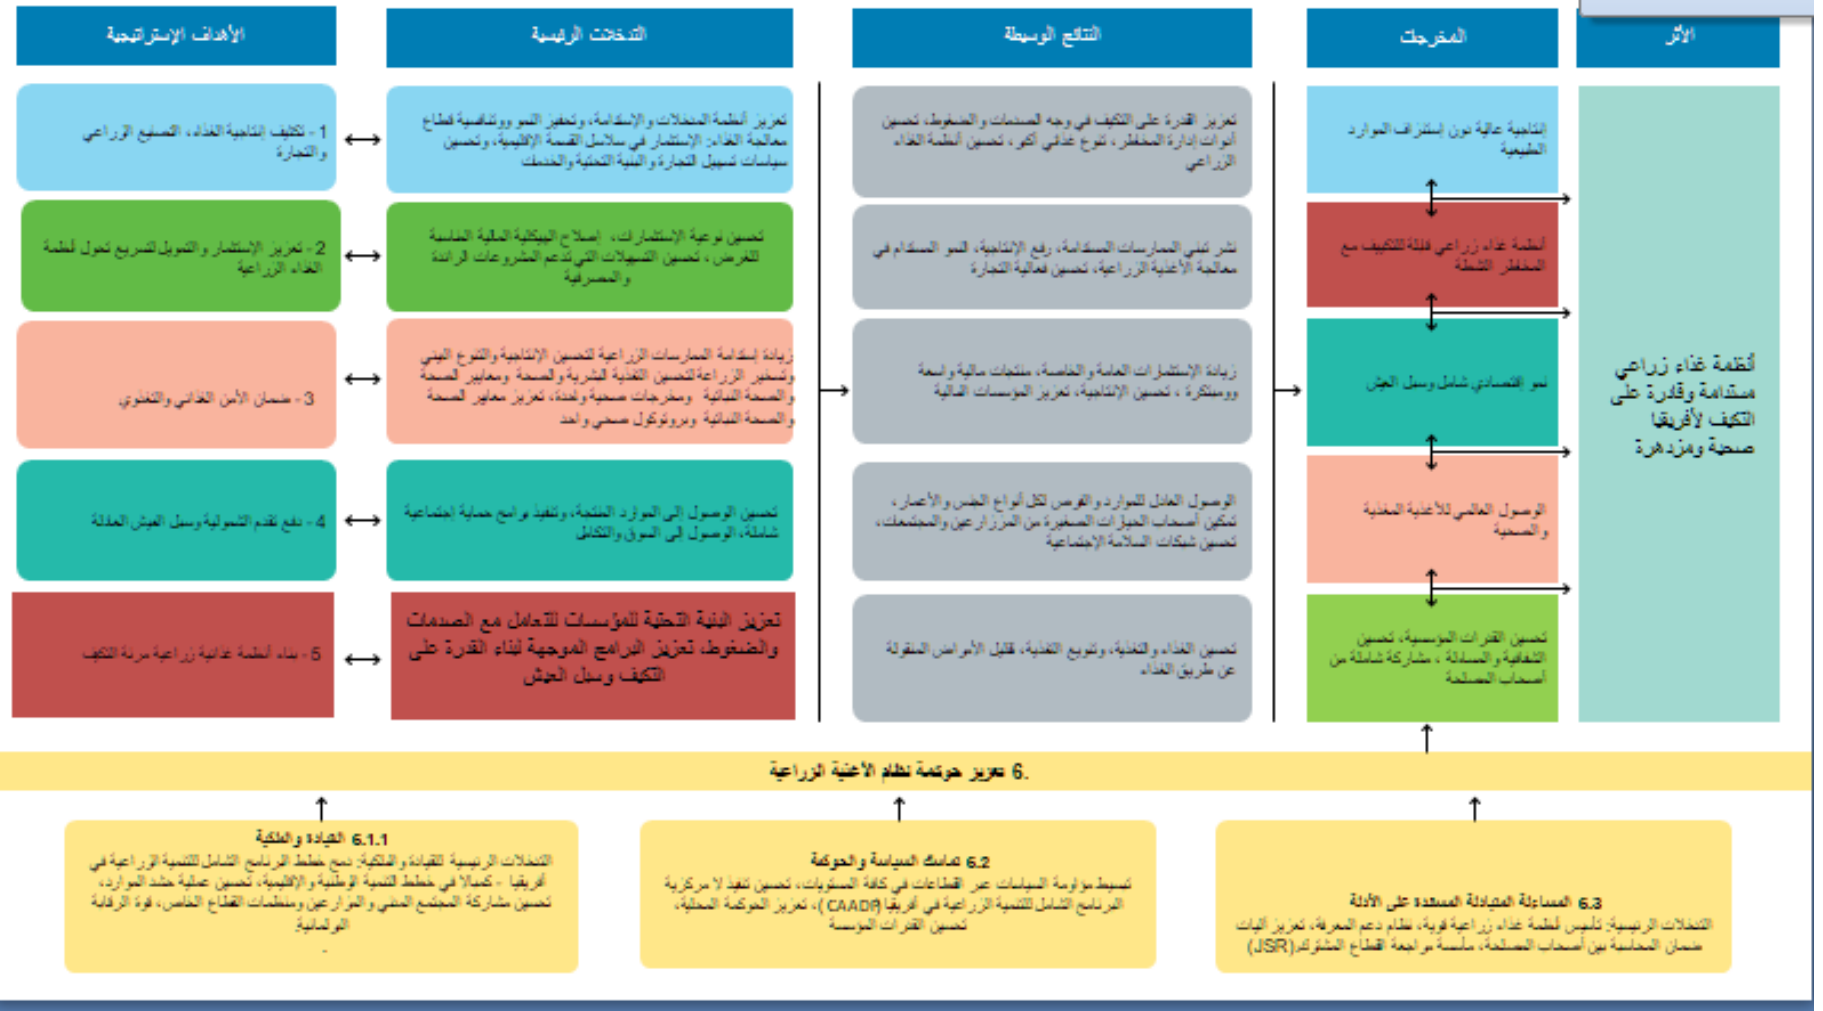 الأهداف الإستراتيجية
التدخلات الرئيسية
النتائج الوسيطة
المخرجات
الأثر
1 - تكثيف إنتاجية الغذاء، التصنيع الزراعي
والتجارة
تعزيز أنظمة المدخلات والإستدامة، وتحفيز النمو ووتنافسية قطاع
معالجة الغذاء: الإستثمار في سلاسل القسمة الإقليمية، وتحسين
سياسات تسهيل التجارة والبنية التحتية والخدمات
تعزيز القدرة على التكيف في وجه الصدمات والضغوط، تحسين
أدوات إدارة المخاطر، تنوع غذائي أكبر، تحسين أنظمة الغذاء
الزراعي
إنتاجية عالية دون إستنزاف الموارد
الطبيعية
2 - تعزيز الإستثمار والتمويل لتسريع تحول أنظمة
الغذاء الزراعية
تحسين نوعية الإستثمارات، إصلاح الهيكلية المالية المناسبة
للغرض، تحسين التسهيلات التي تدعم المشروعات الرائدة
والمصرفية
نشر تبني الممارسات المستدامة، رفع الإنتاجية، النمو المستدام في
معالجة الأغذية الزراعية، تحسين فعالية التجارة
أنظمة غذاء زراعي قابلة للتكييف مع
المخاطر النشطة
3 - ضمان الأمن الغذائي والتغذوي
زيادة إستدامة الممارسات الزراعية لتحسين الإنتاجية والتنوع البيئي
وتسخير الزراعة لتحسين التغذية البشرية والصحة ومعايير الصحة
والصحة النباتية ومخرجات صحية واحدة، تعزيز معايير الصحة
والصحة النباتية وبروتوكول صحي واحد
زيادة الإستثمارات العامة والخاصة، منتجات مالية واسعة
وومبتكرة ، تحسين الإنتاجية، تعزيز المؤسسات المالية
نمو إقتصادي شامل وسبل العيش
أنظمة غذاء زراعي
مستدامة وقادرة على
التكيف لأفريقيا
صحية ومزدهرة
4 - دفع تقدم الشمولية وسبل العيش العادلة
تحسين الوصول إلى الموارد المنتجة، وتنفيذ برامج حماية إجتماعية
شاملة، الوصول إلى السوق والتكامل
الوصول العادل للموارد والفرص لكل أنواع الجنس والأعمار،
تمكين أصحاب الحيازات الصغيرة من المززارعين والمجتمعات،
تحسين شبكات السلامة الإجتماعية
الوصول العالمي للأغذية المغذية
والصحية
5 - بناء أنظمة غذائية زراعية مرنة التكيف
تعزيز البنية التحتية للمؤسسات للتعامل مع الصدمات
والضغوط، تعزيز البرامج الموجهة لبناء القدرة على
التكيف وسبل العيش
تحسين الغذاء والتغذية، وتنويع التغذية، تقليل الأمراض المنقولة
عن طريق الغذاء
تحسين القدرات المؤسسية، تحسين
الشفافية والمساءلة ، مشاركة شاملة من
أصحاب المصلحة
6. تعزيز حوكمة نظام الأغذية الزراعية
6.1.1 القيادة والملكية
التدخلات الرئيسية للقيادة والملكية: دمج خطط البرنامج الشامل للتنمية الزراعية في
أفريقيا - كمبالا في خطط التنمية الوطنية والإقليمية، تحسين عملية حشد الموارد،
تحسين مشاركة المجتمع المدني والمزارعين ومنظمات القطاع الخاص، قوة الرقابة
البرلمانية.
-
6.2 تماسك السياسة والحوكمة
تبسيط مواومة السياسات عبر القطاعات في كافة المستويات، تحسين تنفيذ لا مركزية
البرنامج الشامل للتنمية الزراعية في أفريقيا (CAADP)، تعزيز الحوكمة المحلية،
تحسين القدرات المؤسسة
6.3 المساءلة المتبادلة المستندة على الأدلة
التدخلات الرئيسية: تأسيس أنظمة غذاء زراعية قوية، نظام دعم المعرفة، تعزيز آليات
ضمان المحاسبة بين أصحاب المصلحة، مأسسة مراجعة القطاع المشترك (JSR)